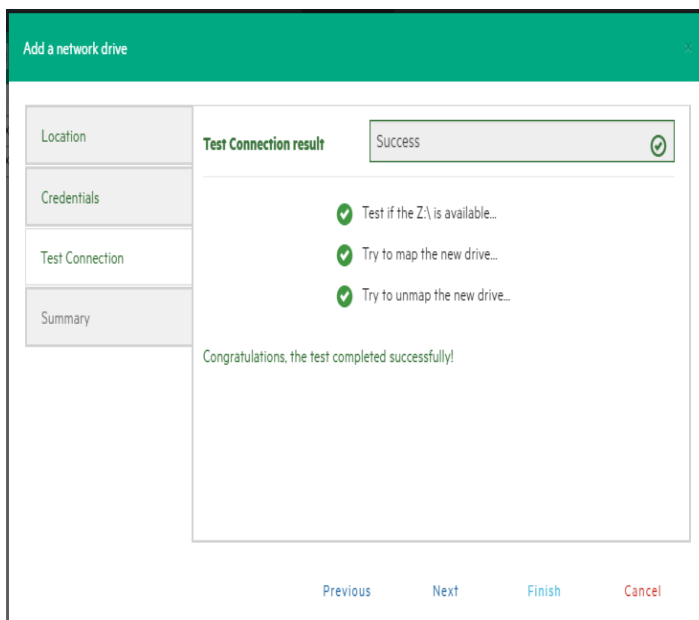 Add a network drive
Location
Credentials
Test Connection
Summary
Test Connection result
Success
Test if the Z:\ is available...
Try to map the new drive...
Try to unmap the new drive...
Congratulations, the test completed successfully!
Previous
Next
Finish
Cancel